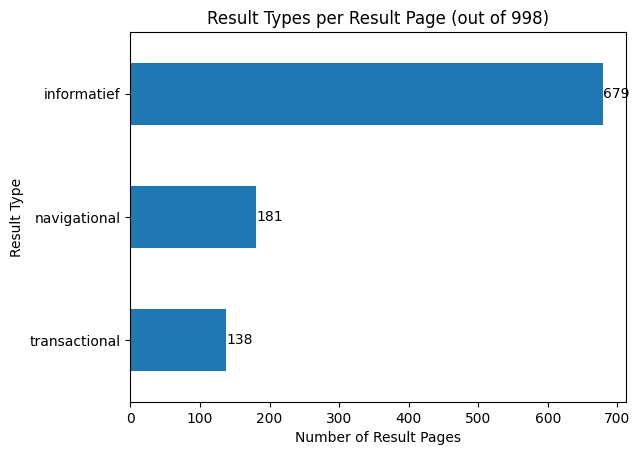 Result Types per Result Page (out of 998)
informatief
679
navigational
181
transactional
138
Result Type
0 100 200 300 400 500 600 700
Number of Result Pages